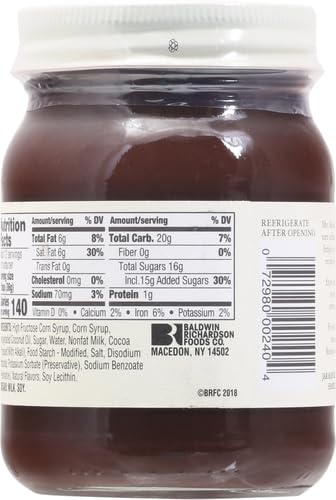 Nutrition
Facts
140
Amount/serving % DV
Total Fat 6g 8%
Sat. Fat 6g 30%
Trans Fat 0g
Cholesterol 0mg 0%
Sodium 70mg 3%
Amount/serving % DV
Total Carb. 20g 7%
Fiber 0g 0%
Total Sugars 16g
Incl.15g Added Sugars 30%
Protein 1g
Vitamin D 0% • Calcium 2% • Iron 6% • Potassium 2%
High Fructose Corn Syrup, Corn Syrup,
Coconut Oil, Sugar, Water, Nonfat Milk, Cocoa
With Alkali), Food Starch - Modified, Salt, Disodium
Potassium Sorbate (Preservative), Sodium Benzoate
Natural Flavors, Soy Lecithin.
MILK, SOY.
BALDWIN
RICHARDSON
FOODS CO.
MACEDON, NY 14502
©BRFC 2018
REFRIGERATE
AFTER OPENING
0 72980 00240 4